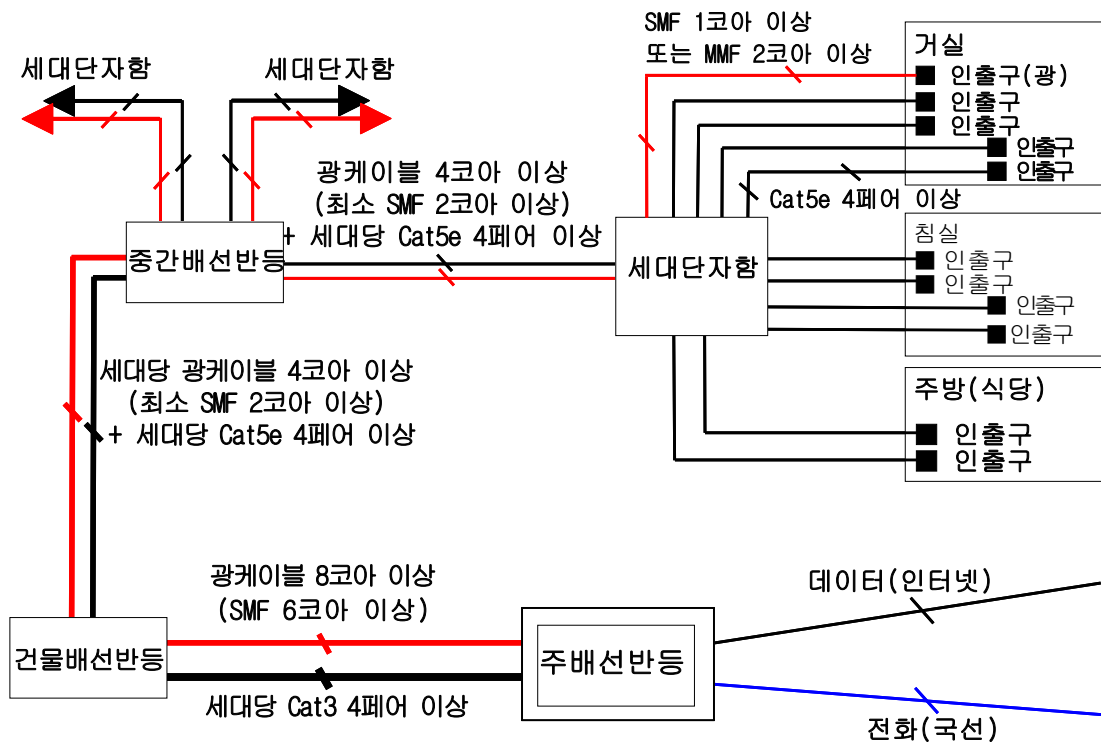 SMF 1코아 이상
또는 MMF 2코아 이상
거실
인출구(광)
인출구
인출구
인출구
인출구
세대단자함
세대단자함
광케이블 4코아 이상
(최소 SMF 2코아 이상)
+ 세대당 Cat5e 4페어 이상
Cat5e 4페어 이상
중간배선반등
세대단자함
침실
인출구
인출구
인출구
인출구
세대당 광케이블 4코아 이상
(최소 SMF 2코아 이상)
+ 세대당 Cat5e 4페어 이상
주방(식당)
인출구
인출구
광케이블 8코아 이상
(SMF 6코아 이상)
데이터(인터넷)
건물배선반등
주배선반등
세대당 Cat3 4페어 이상
전화(국선)